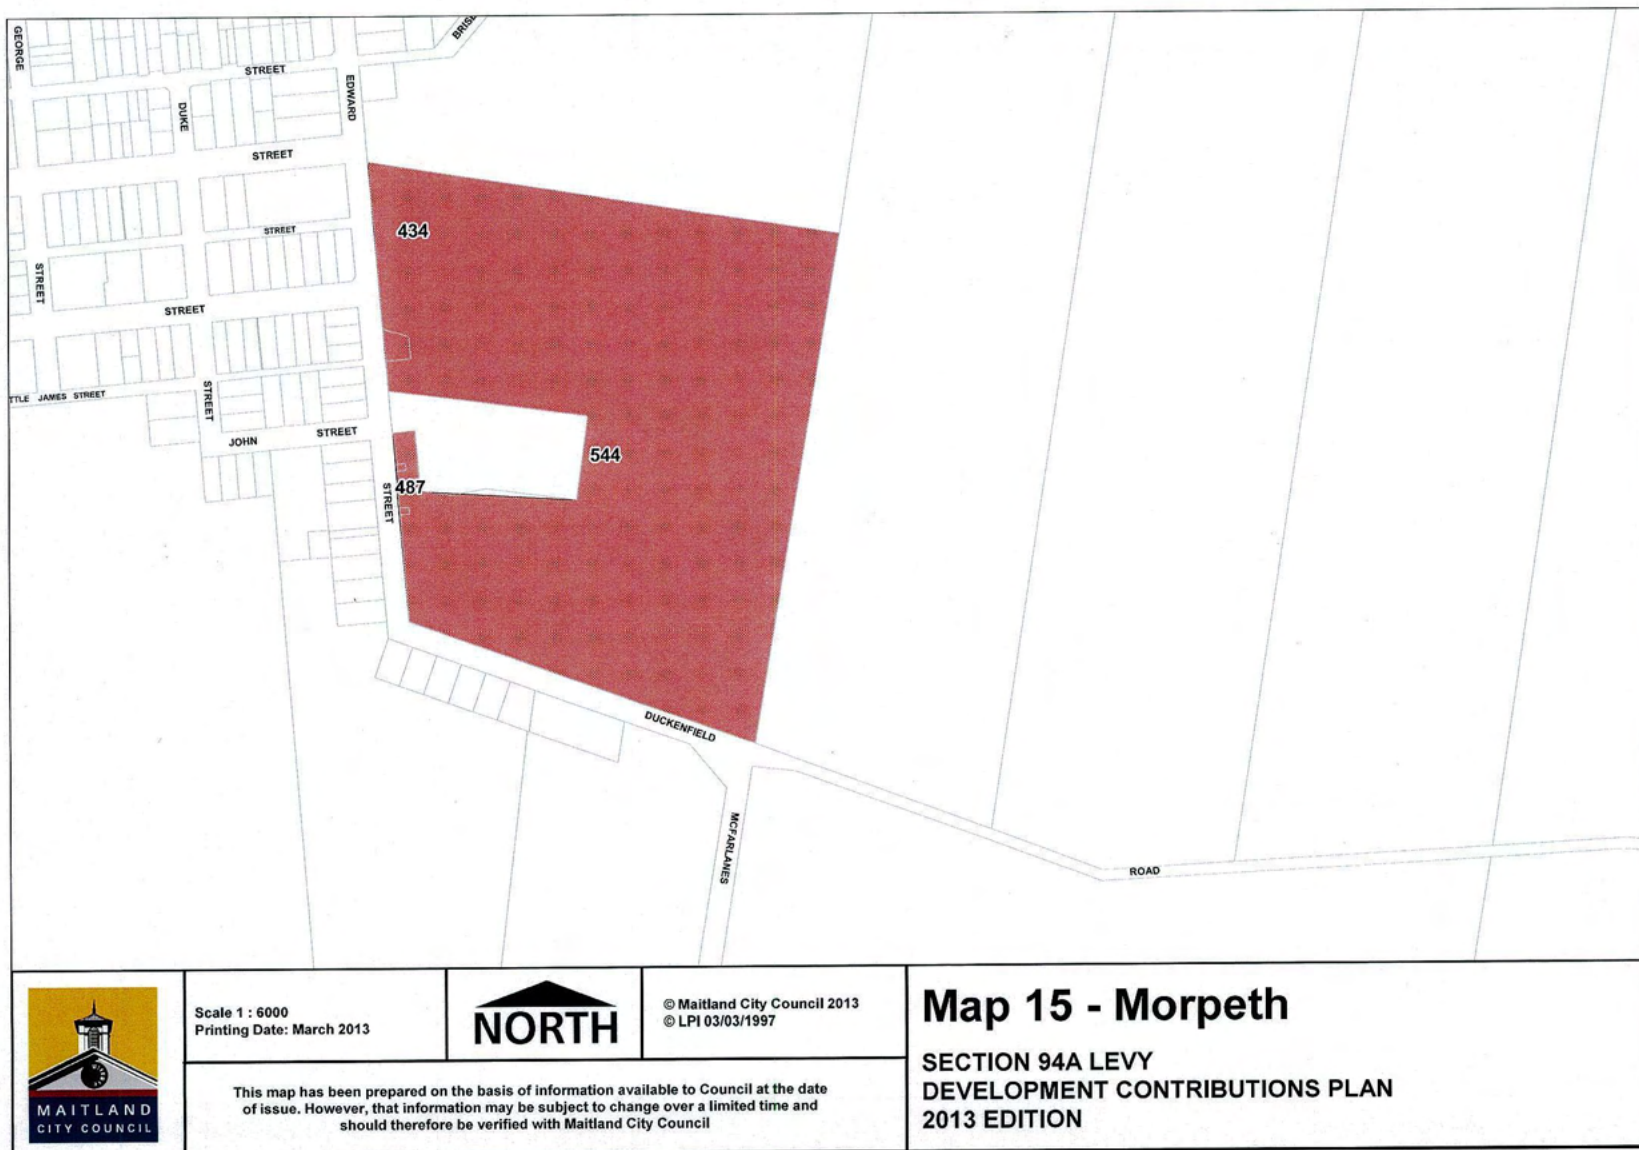 GEORGE
BRISB
STREET
EDWARD
DUKE
STREET
434
STREET
STREET
STREET
TTLE JAMES STREET
STREET
JOHN STREET
544
487
STREET
DUCKENFIELD
MCFARLANES
ROAD
MAITLAND
CITY COUNCIL
Scale 1 : 6000
Printing Date: March 2013
NORTH
© Maitland City Council 2013
© LPI 03/03/1997
This map has been prepared on the basis of information available to Council at the date
of issue. However, that information may be subject to change over a limited time and
should therefore be verified with Maitland City Council
Map 15 - Morpeth
SECTION 94A LEVY
DEVELOPMENT CONTRIBUTIONS PLAN
2013 EDITION